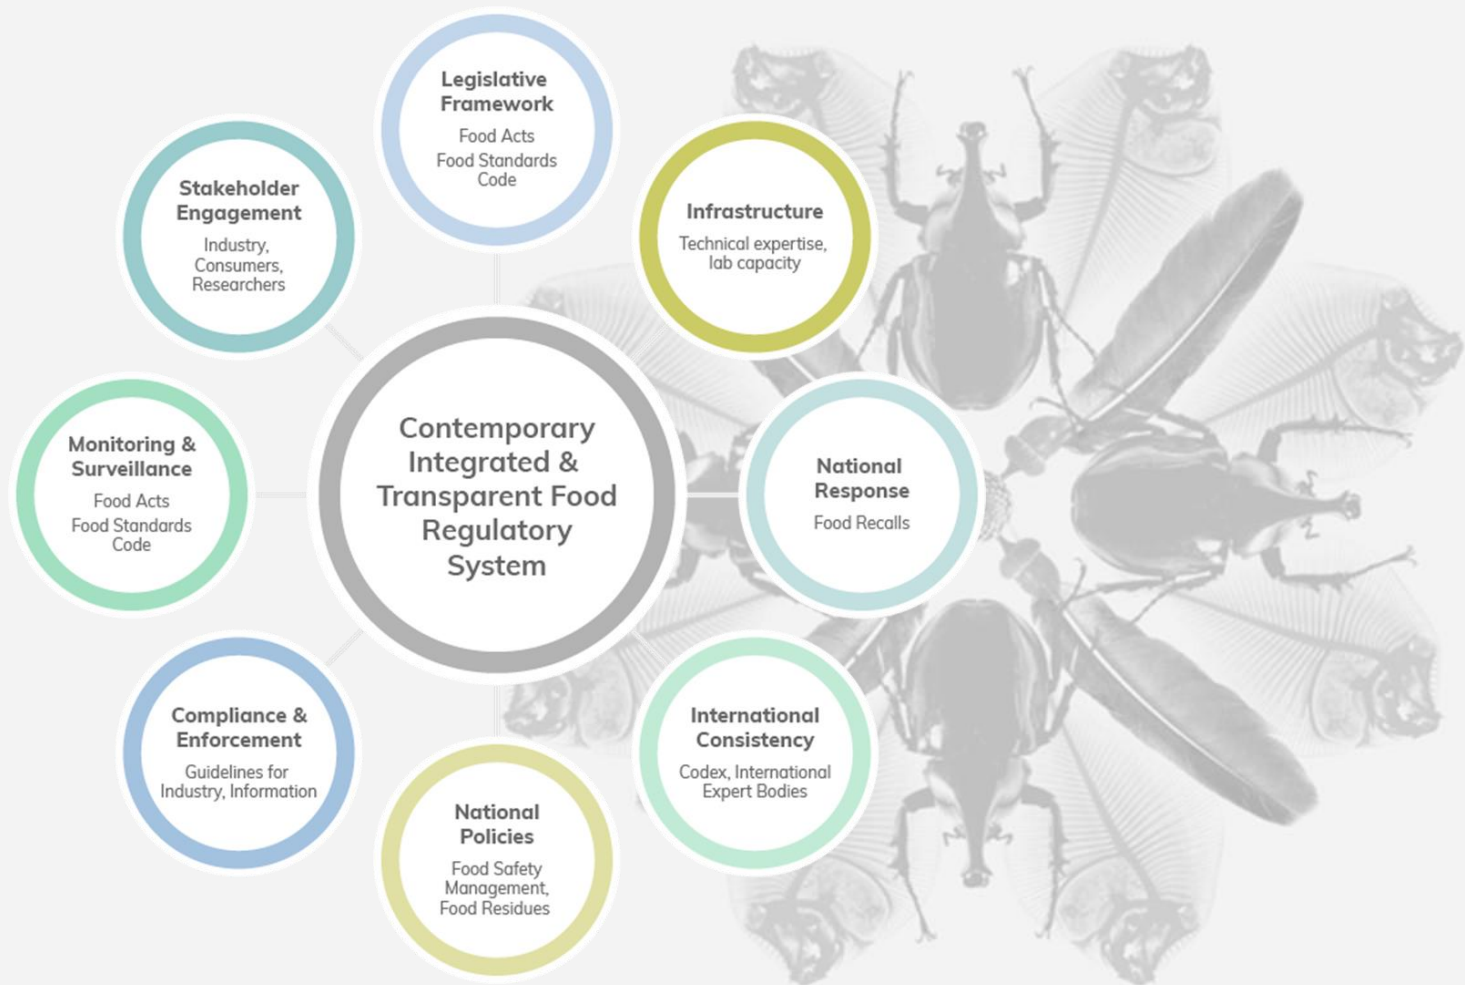 Legislative
Framework
Food Acts
Food Standards
Code
Stakeholder
Engagement
Industry,
Consumers,
Researchers
Infrastructure
Technical expertise,
lab capacity
Contemporary
Integrated &
Transparent Food
Regulatory
System
Monitoring &
Surveillance
Food Acts
Food Standards
Code
National
Response
Food Recalls
Compliance &
Enforcement
Guidelines for
Industry, Information
International
Consistency
Codex, International
Expert Bodies
National
Policies
Food Safety
Management,
Food Residues